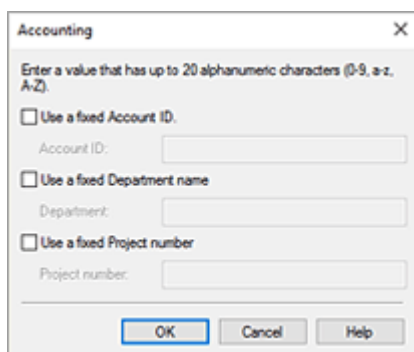 Accounting
Enter a value that has up to 20 alphanumeric characters (0-9, a-z,
A-Z).
Use a fixed Account ID.
Account ID:
Use a fixed Department name
Department:
Use a fixed Project number
Project number:
OK Cancel Help